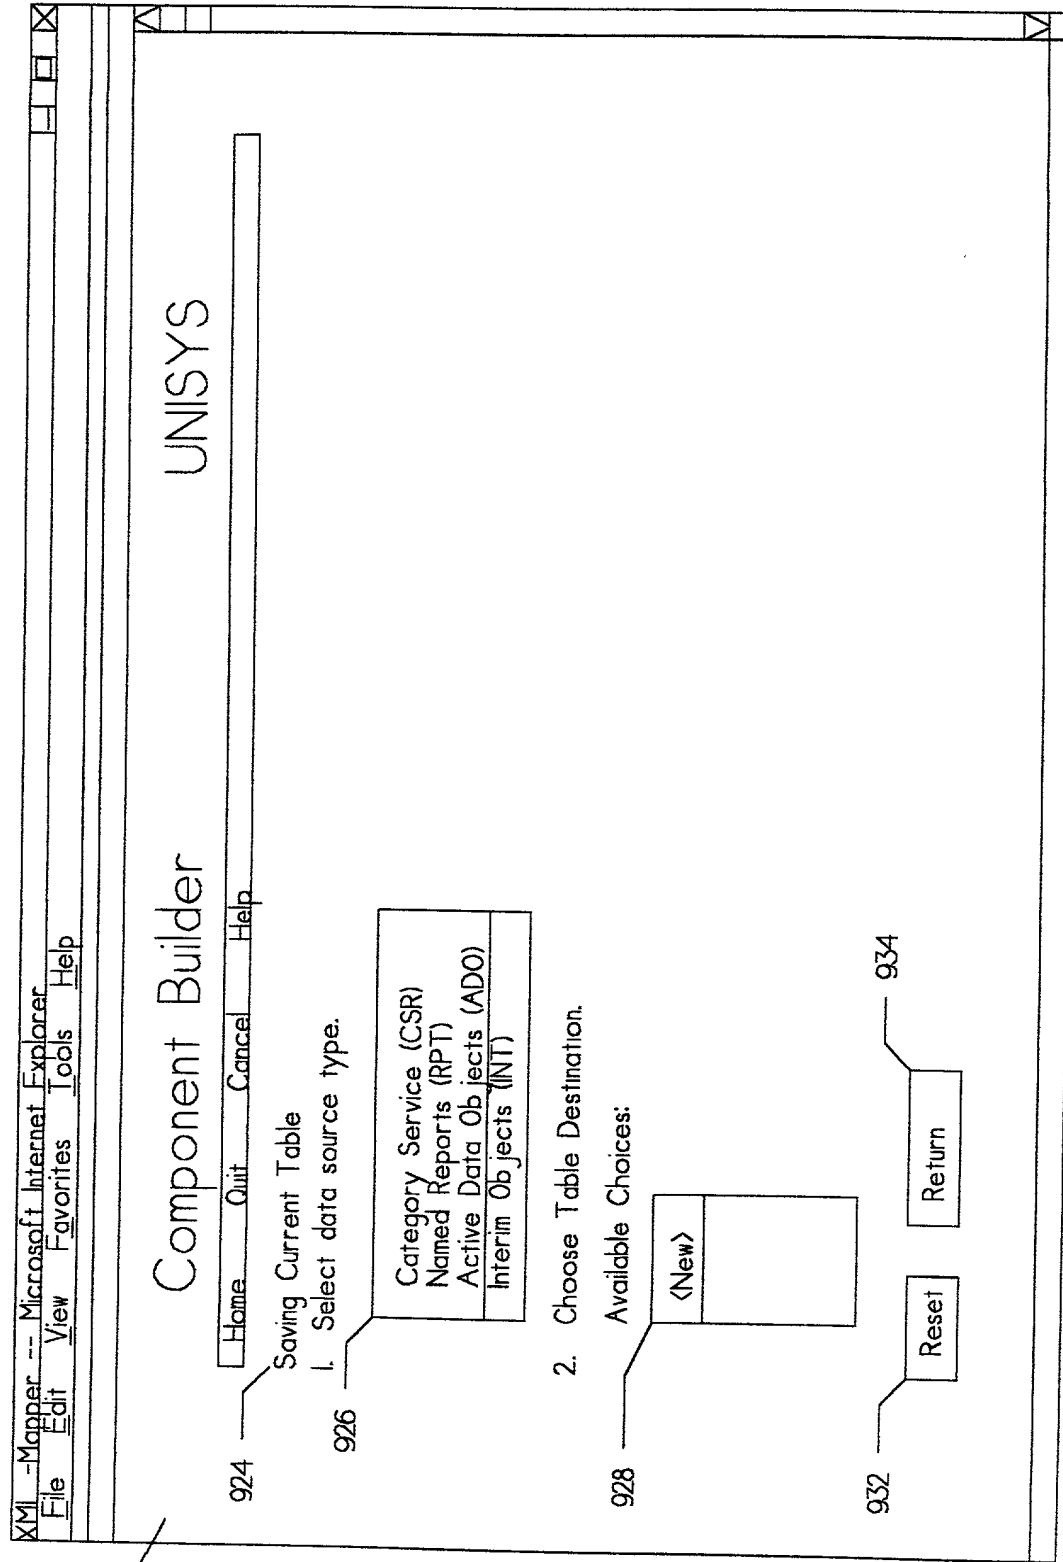 XML -Mapper --- Microsoft Internet Explorer
File Edit View Favorites Tools Help
Component Builder UNISYS
Home Quit Cancel Help
924
Saving Current Table
1. Select data source type.
926
Category Service (CSR)
Named Reports (RPT)
Active Data Objects (ADO)
Interim Objects (INT)
2. Choose Table Destination.
Available Choices:
928
<New>
932
Reset
Return
934